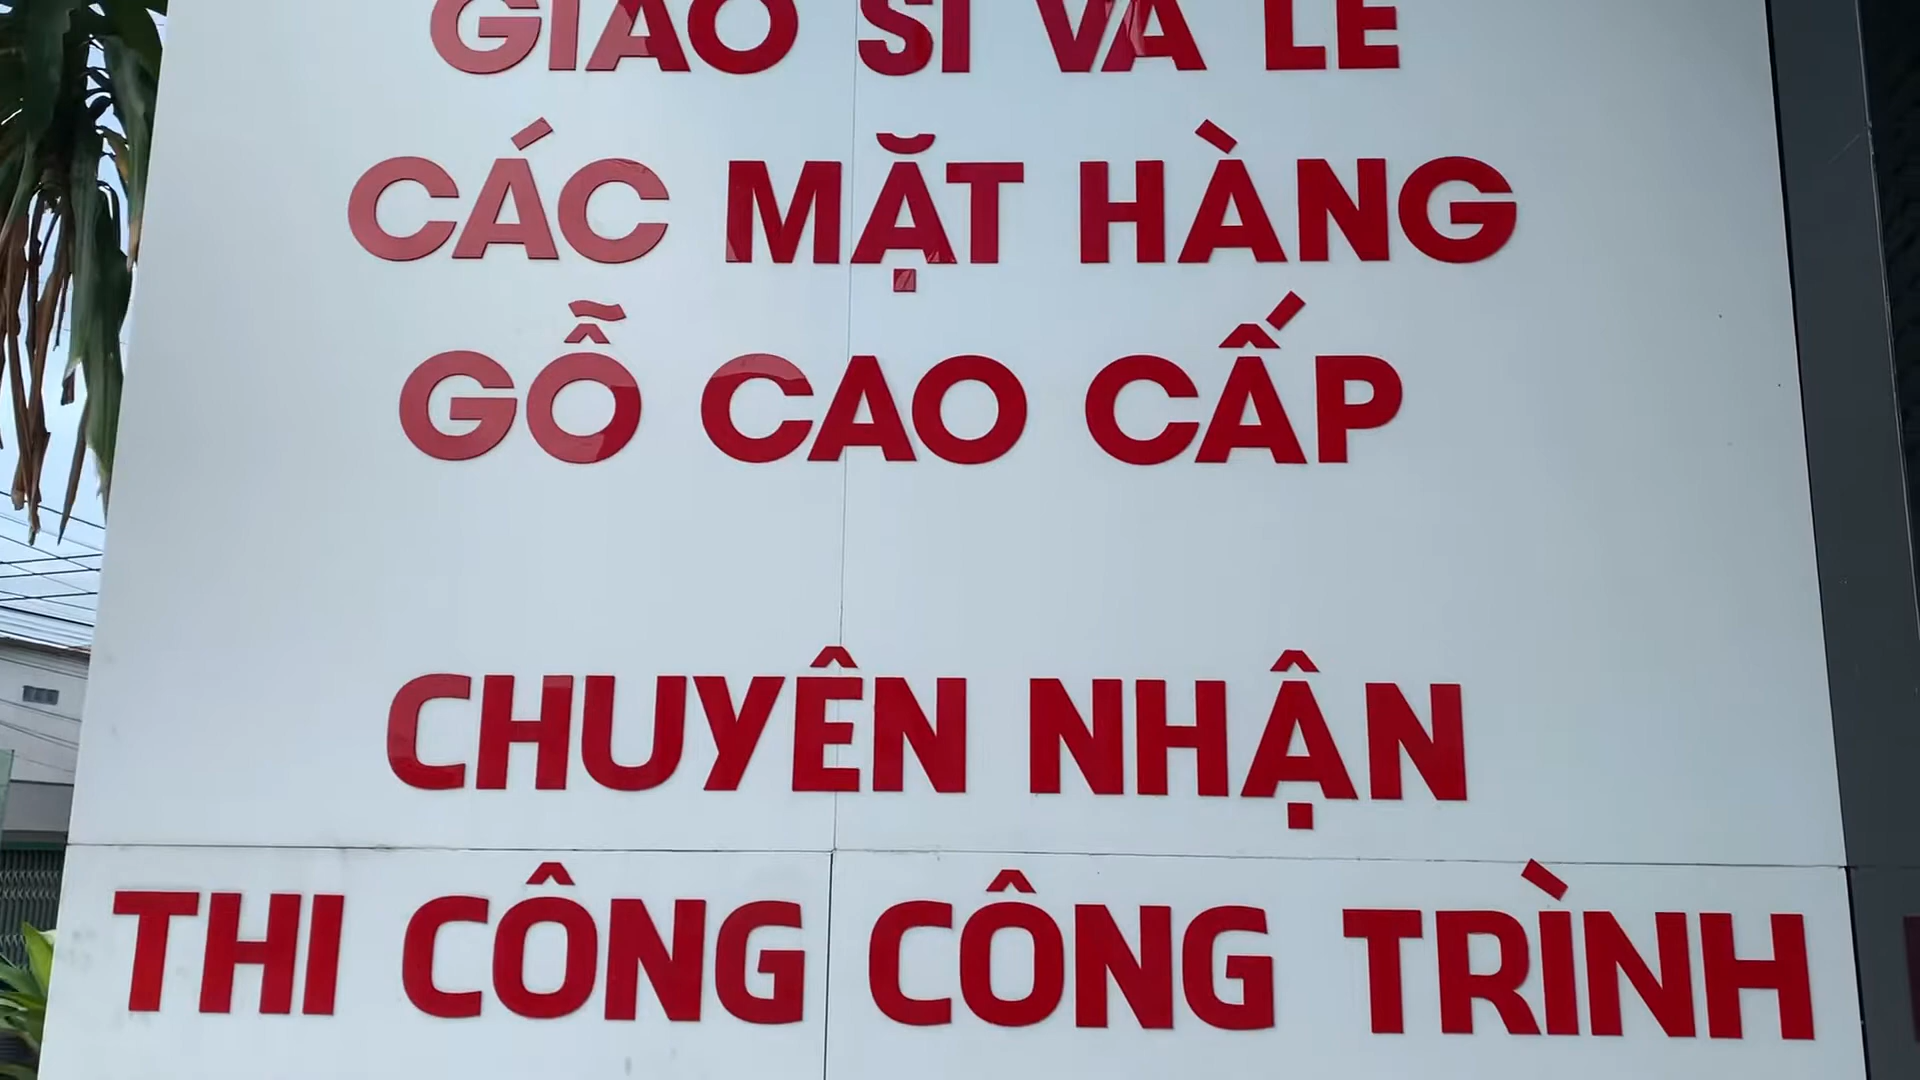 GIAO SỈ VÀ LẺ
CÁC MẶT HÀNG
GỖ CAO CẤP
CHUYÊN NHẬN
THI CÔNG CÔNG TRÌNH